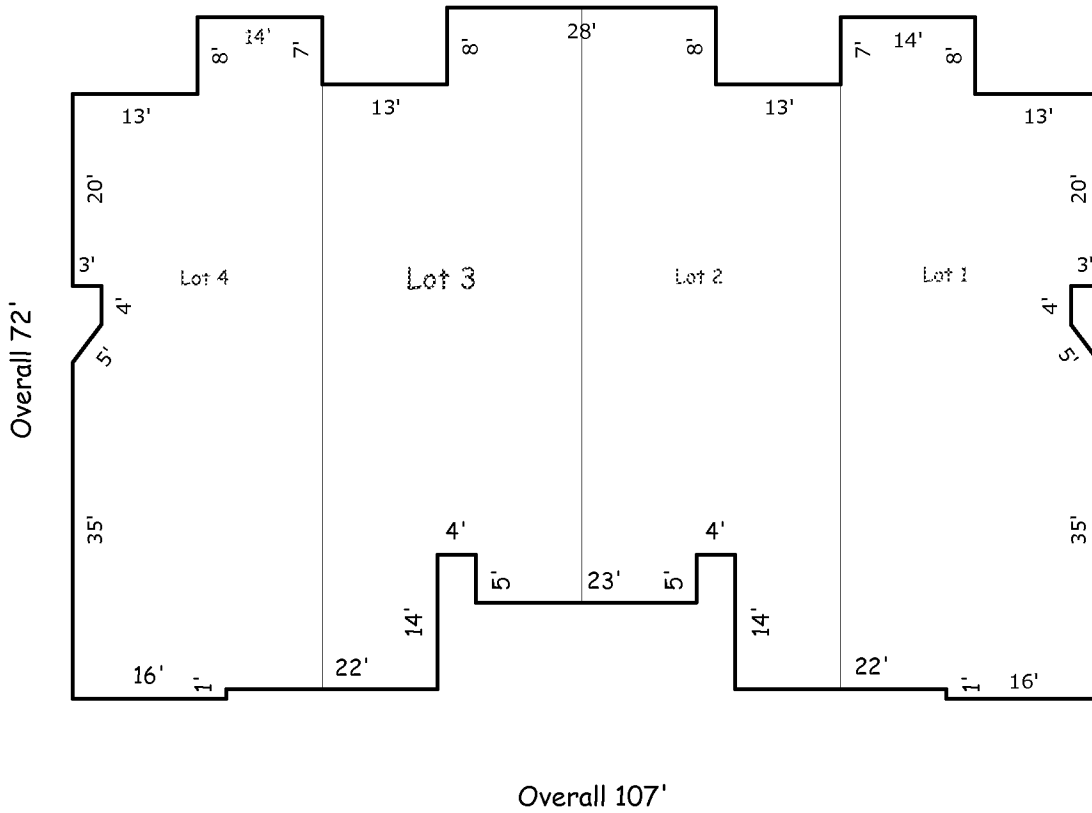 14' 28' 14'
8' 7' 8' 8' 7' 8'
13' 13' 13' 13'
20' 20'
3' 3'
Lot 4 Lot 3 Lot 2 Lot 1
4' 4'
5' 5'
Overall 72'
35' 4' 4' 35'
5' 23' 5'
14' 14'
16' 1' 22' 22' 1' 16'
Overall 107'